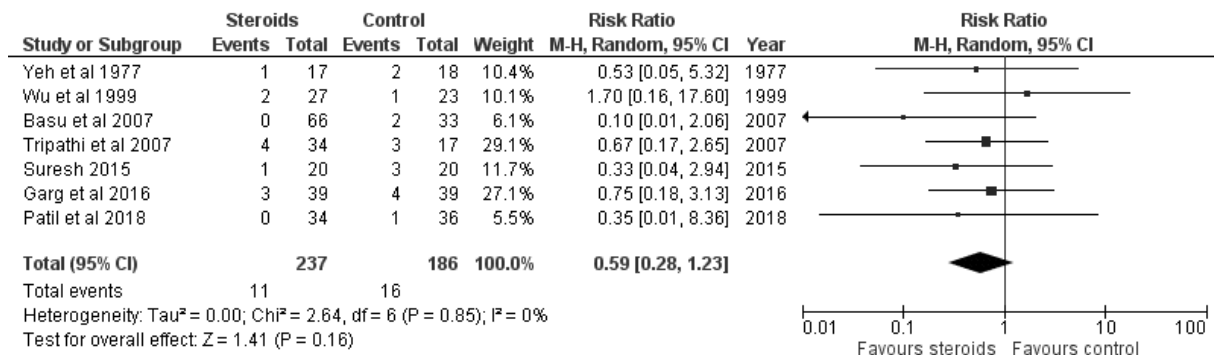 Steroids Control Risk Ratio Risk Ratio
Study or Subgroup Events Total Events Total Weight M-H, Random, 95% CI Year M-H, Random, 95% CI
Yeh et al 1977 1 17 2 18 10.4% 0.53 [0.05, 5.32] 1977
Wu et al 1999 2 27 1 23 10.1% 1.70 [0.16, 17.60] 1999
Basu et al 2007 0 66 2 33 6.1% 0.10 [0.01, 2.06] 2007
Tripathi et al 2007 4 34 3 17 29.1% 0.67 [0.17, 2.65] 2007
Suresh 2015 1 20 3 20 11.7% 0.33 [0.04, 2.94] 2015
Garg et al 2016 3 39 4 39 27.1% 0.75 [0.18, 3.13] 2016
Patil et al 2018 0 34 1 36 5.5% 0.35 [0.01, 8.36] 2018
Total (95% CI) 237 186 100.0% 0.59 [0.28, 1.23]
Total events 11 16
Heterogeneity: Tau² = 0.00; Chi² = 2.64, df = 6 (P = 0.85); I² = 0%
Test for overall effect: Z = 1.41 (P = 0.16)
0.01 0.1 1 10 100
Favours steroids Favours control